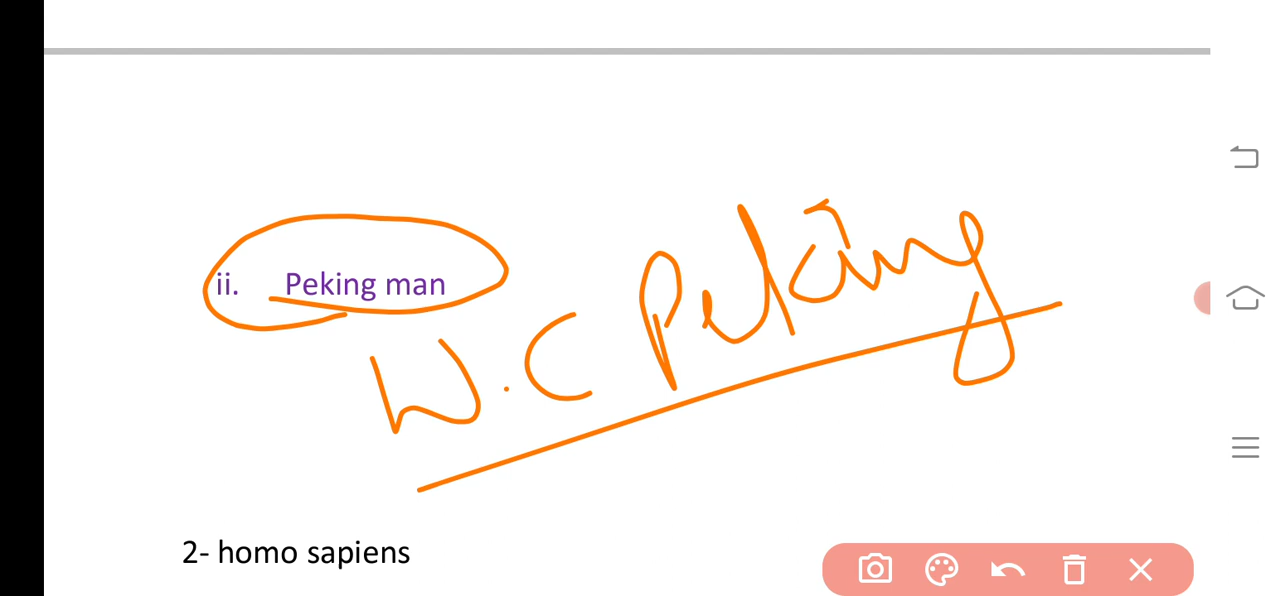 ii. Peking man
W.C Peking
2- homo sapiens